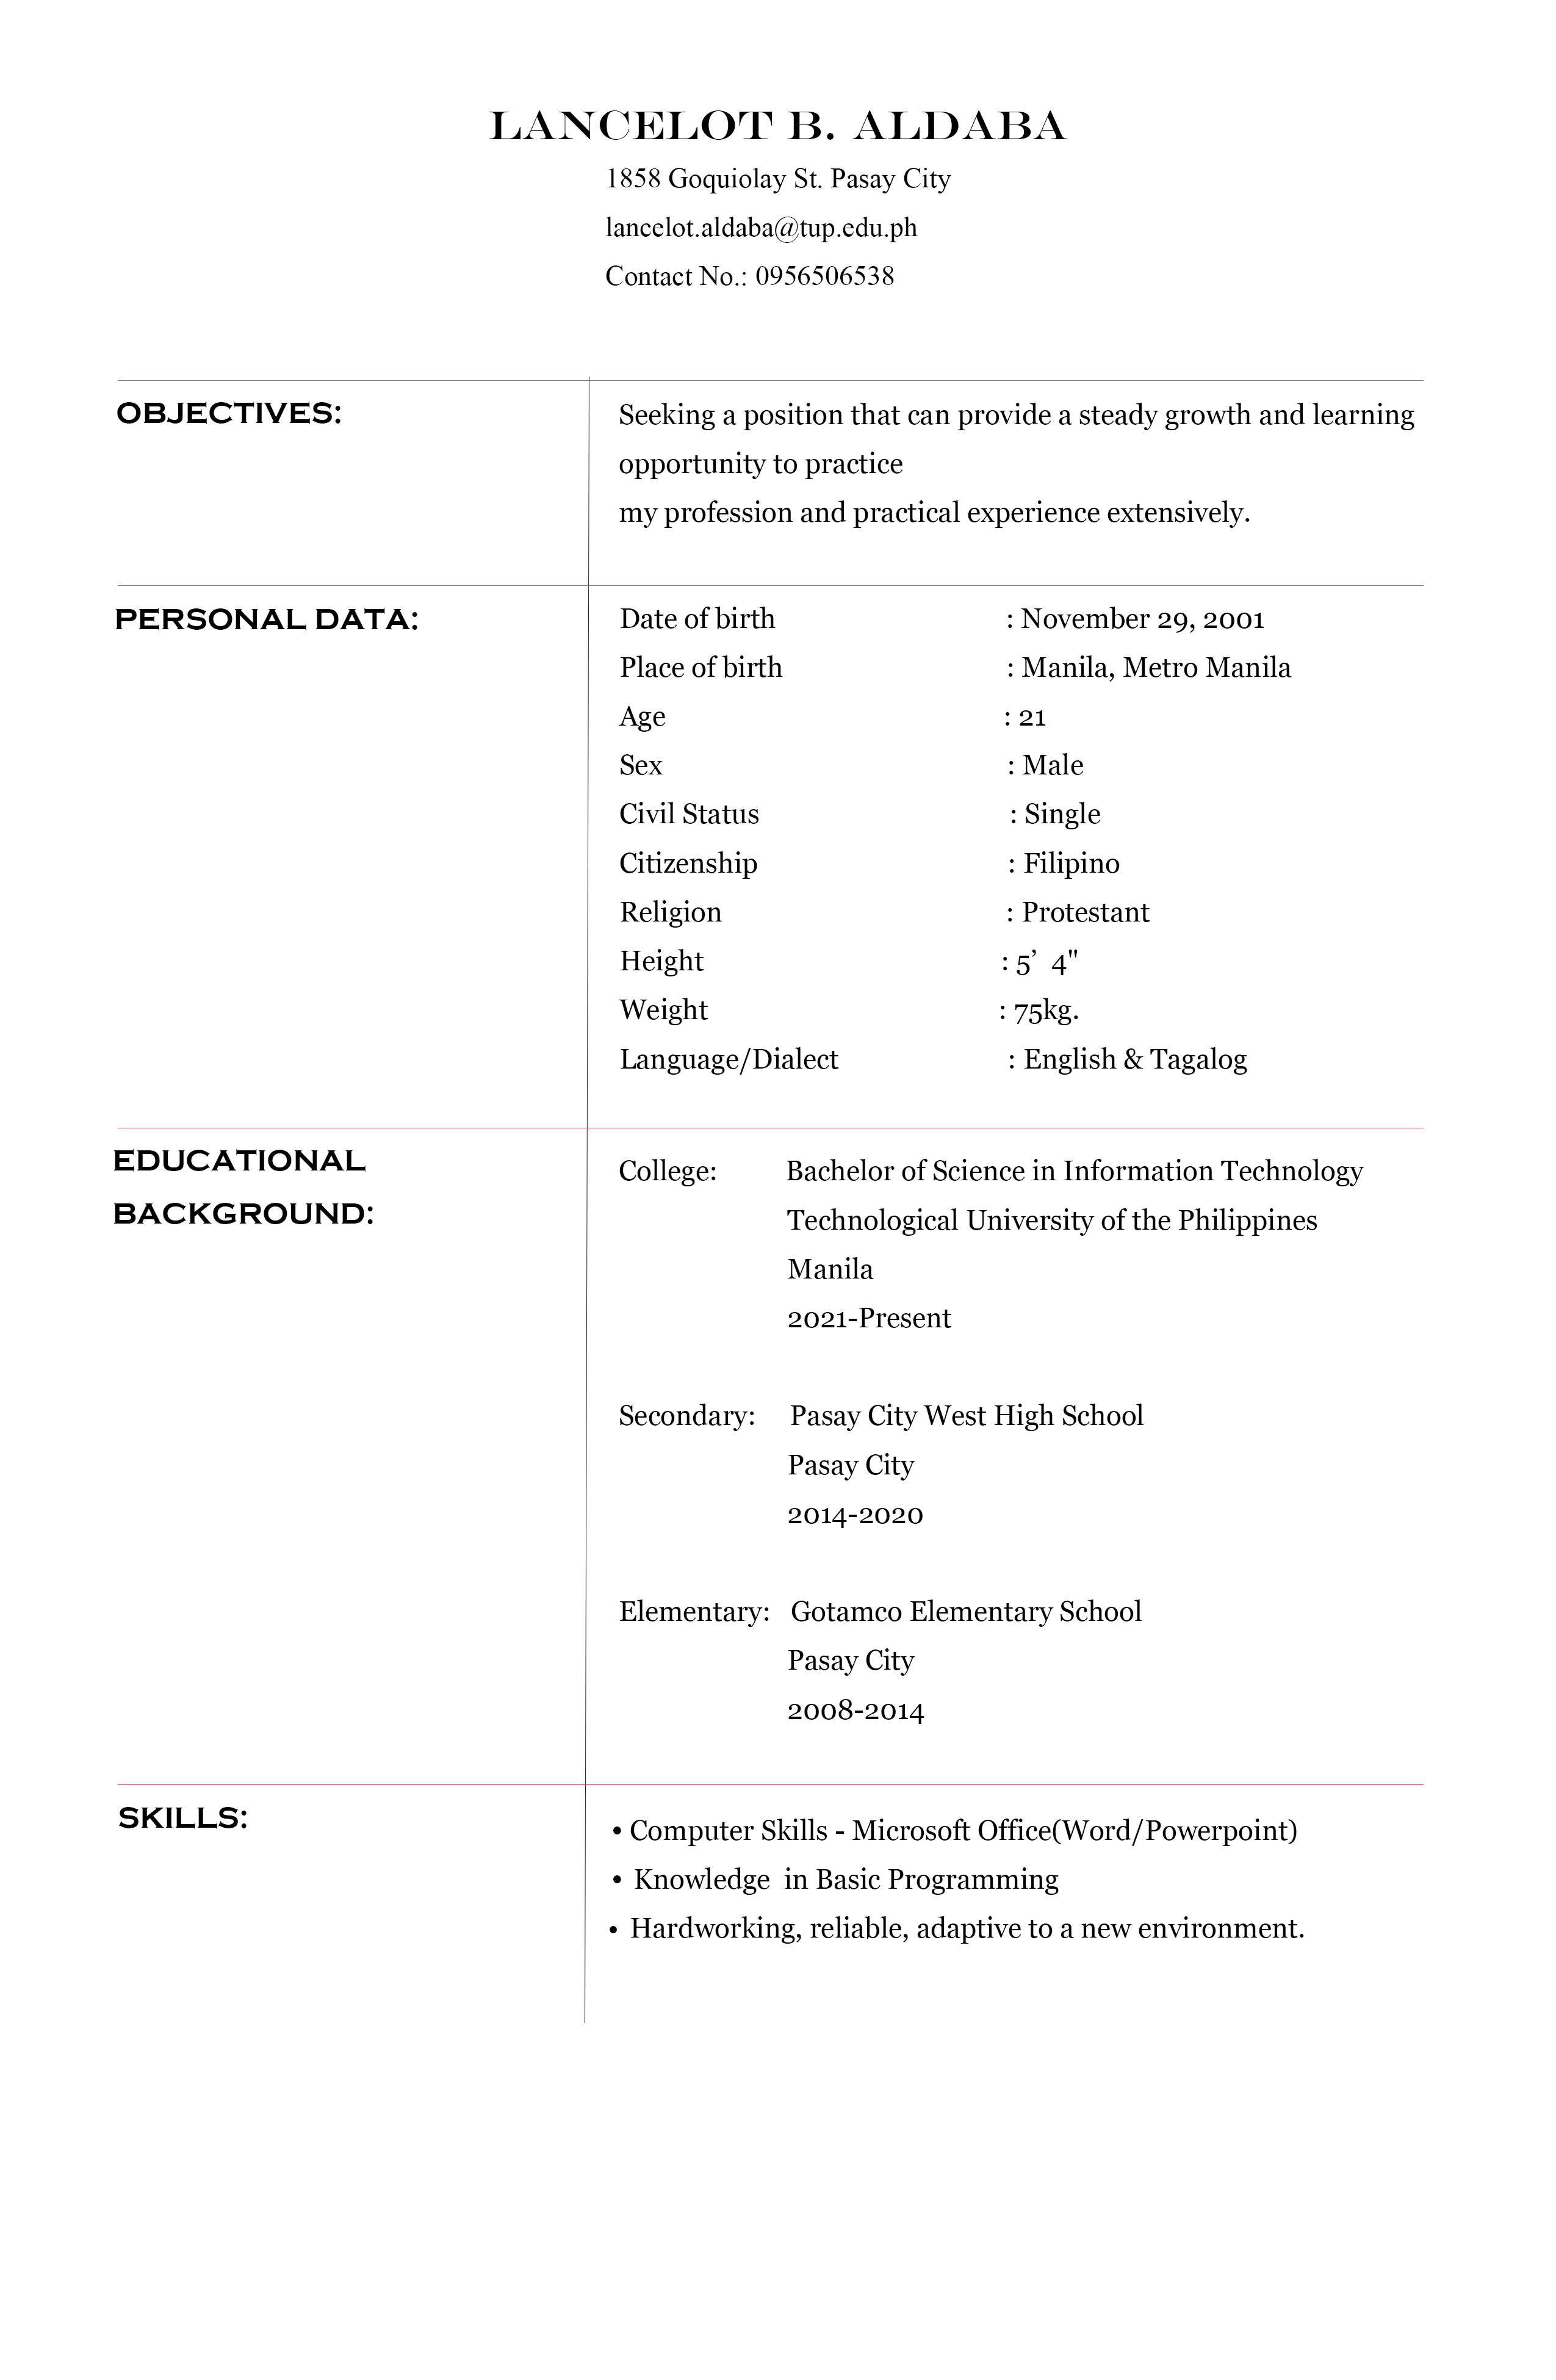 LANCELOT B. ALDABA
1858 Goquiolay St. Pasay City
lancelot.aldaba@tup.edu.ph
Contact No.: 0956506538
OBJECTIVES:
Seeking a position that can provide a steady growth and learning
opportunity to practice
my profession and practical experience extensively.
PERSONAL DATA:
Date of birth : November 29, 2001
Place of birth : Manila, Metro Manila
Age : 21
Sex : Male
Civil Status : Single
Citizenship : Filipino
Religion : Protestant
Height : 5’ 4"
Weight : 75kg.
Language/Dialect : English & Tagalog
EDUCATIONAL
BACKGROUND:
College: Bachelor of Science in Information Technology
Technological University of the Philippines
Manila
2021-Present
Secondary: Pasay City West High School
Pasay City
2014-2020
Elementary: Gotamco Elementary School
Pasay City
2008-2014
SKILLS:
• Computer Skills - Microsoft Office(Word/Powerpoint)
• Knowledge in Basic Programming
• Hardworking, reliable, adaptive to a new environment.